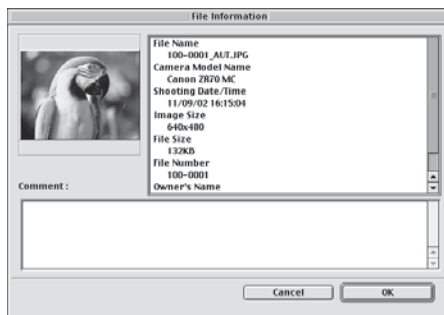 File Information
File Name
100-0001_AUT.JPG
Camera Model Name
Canon ZR70 MC
Shooting Date/Time
11/09/02 16:15:04
Image Size
640x480
File Size
132KB
File Number
100-0001
Owner's Name
Comment :
Cancel
OK